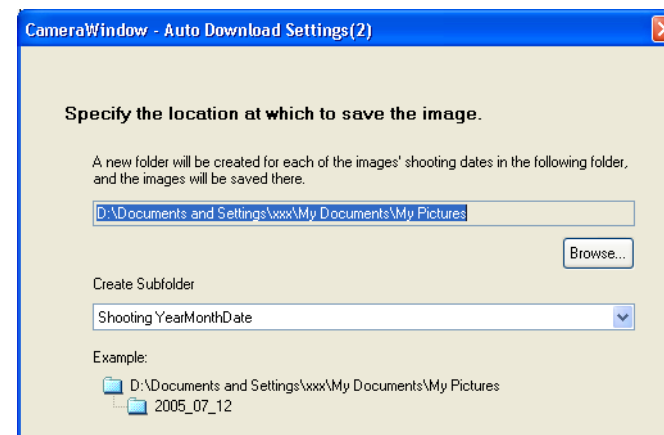 CameraWindow - Auto Download Settings(2)
Specify the location at which to save the image.
A new folder will be created for each of the images' shooting dates in the following folder,
and the images will be saved there.
D:\Documents and Settings\xxx\My Documents\My Pictures
Browse...
Create Subfolder
Shooting YearMonthDate
Example:
D:\Documents and Settings\xxx\My Documents\My Pictures
2005_07_12